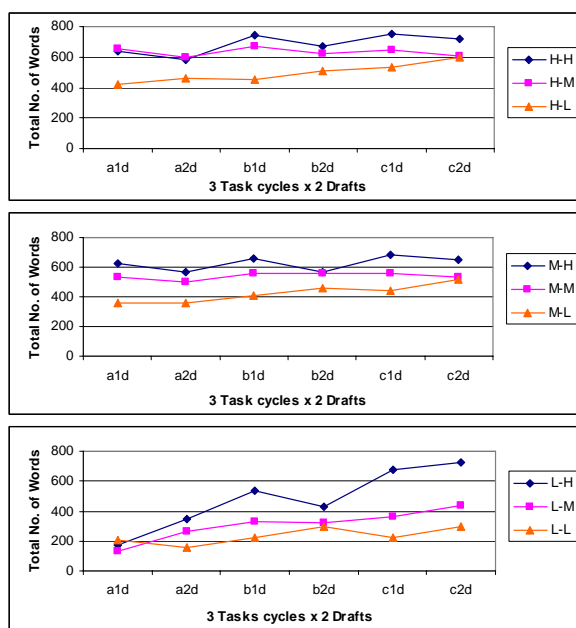 Total No. of Words
800
600
400
200
0
a1d a2d b1d b2d c1d c2d
3 Task cycles x 2 Drafts
H-H
H-M
H-L
Total No. of Words
800
600
400
200
0
a1d a2d b1d b2d c1d c2d
3 Task cycles x 2 Drafts
M-H
M-M
M-L
Total No. of Words
800
600
400
200
0
a1d a2d b1d b2d c1d c2d
3 Tasks cycles x 2 Drafts
L-H
L-M
L-L